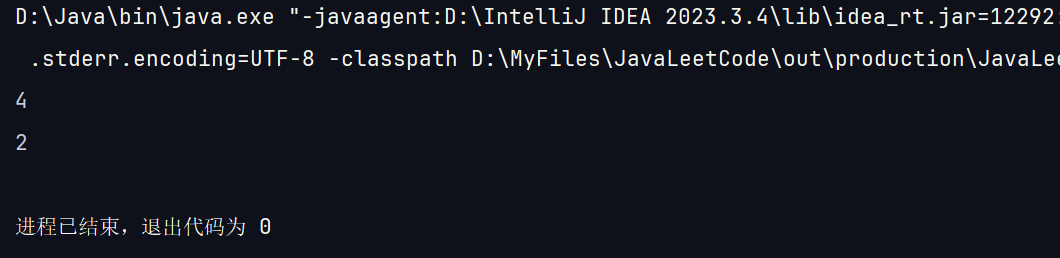 D:\Java\bin\java.exe "-javaagent:D:\IntelliJ IDEA 2023.3.4\lib\idea_rt.jar=12292:
.stderr.encoding=UTF-8 -classpath D:\MyFiles\JavaLeetCode\out\production\JavaLee
4
2
进程已结束，退出代码为 0